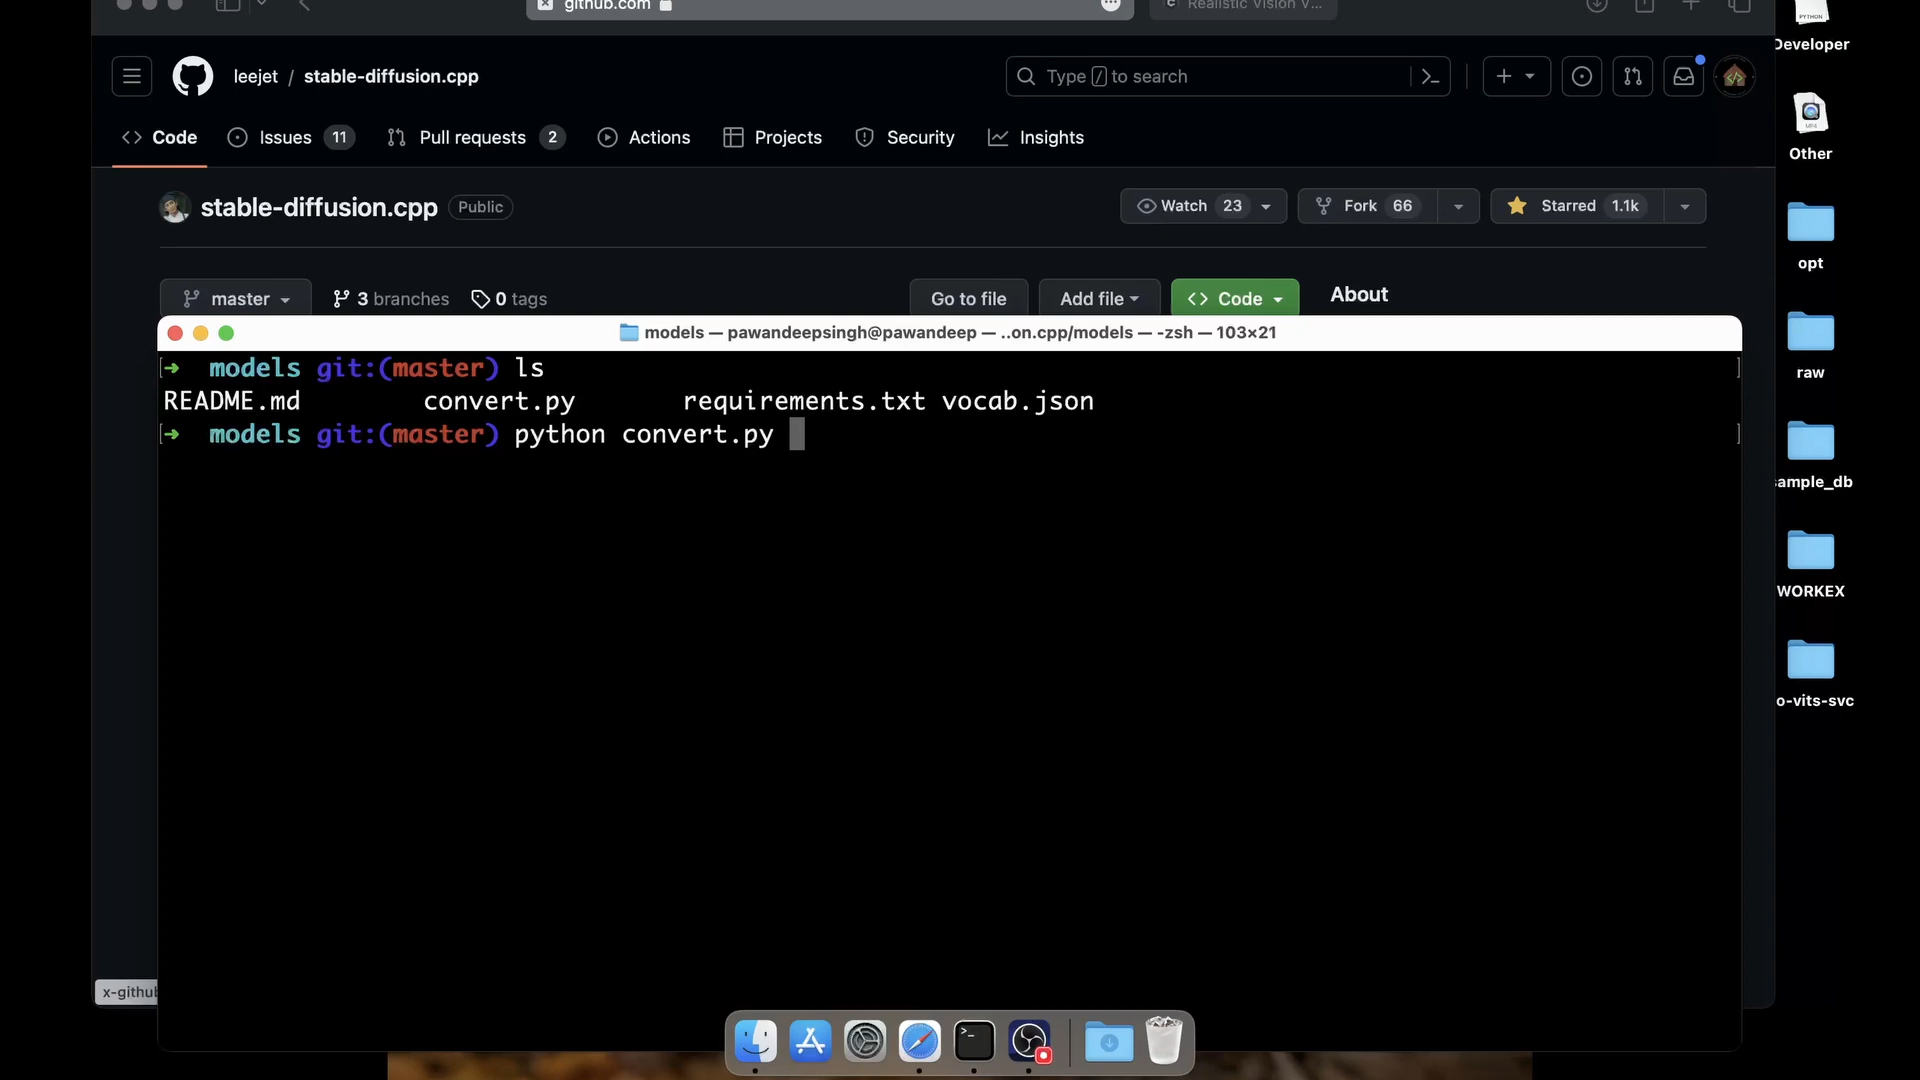 github.com
Realistic Vision V...
PYTHON
Developer
leejet / stable-diffusion.cpp
Type / to search
Code
Issues 11
Pull requests 2
Actions
Projects
Security
Insights
MP4
Other
stable-diffusion.cpp Public
Watch 23
Fork 66
Starred 1.1k
opt
master
3 branches
0 tags
Go to file
Add file
Code
About
models — pawandeepsingh@pawandeep — ..on.cpp/models — -zsh — 103×21
raw
➜ models git:(master) ls
README.md convert.py requirements.txt vocab.json
➜ models git:(master) python convert.py
ample_db
WORKEX
o-vits-svc
x-github